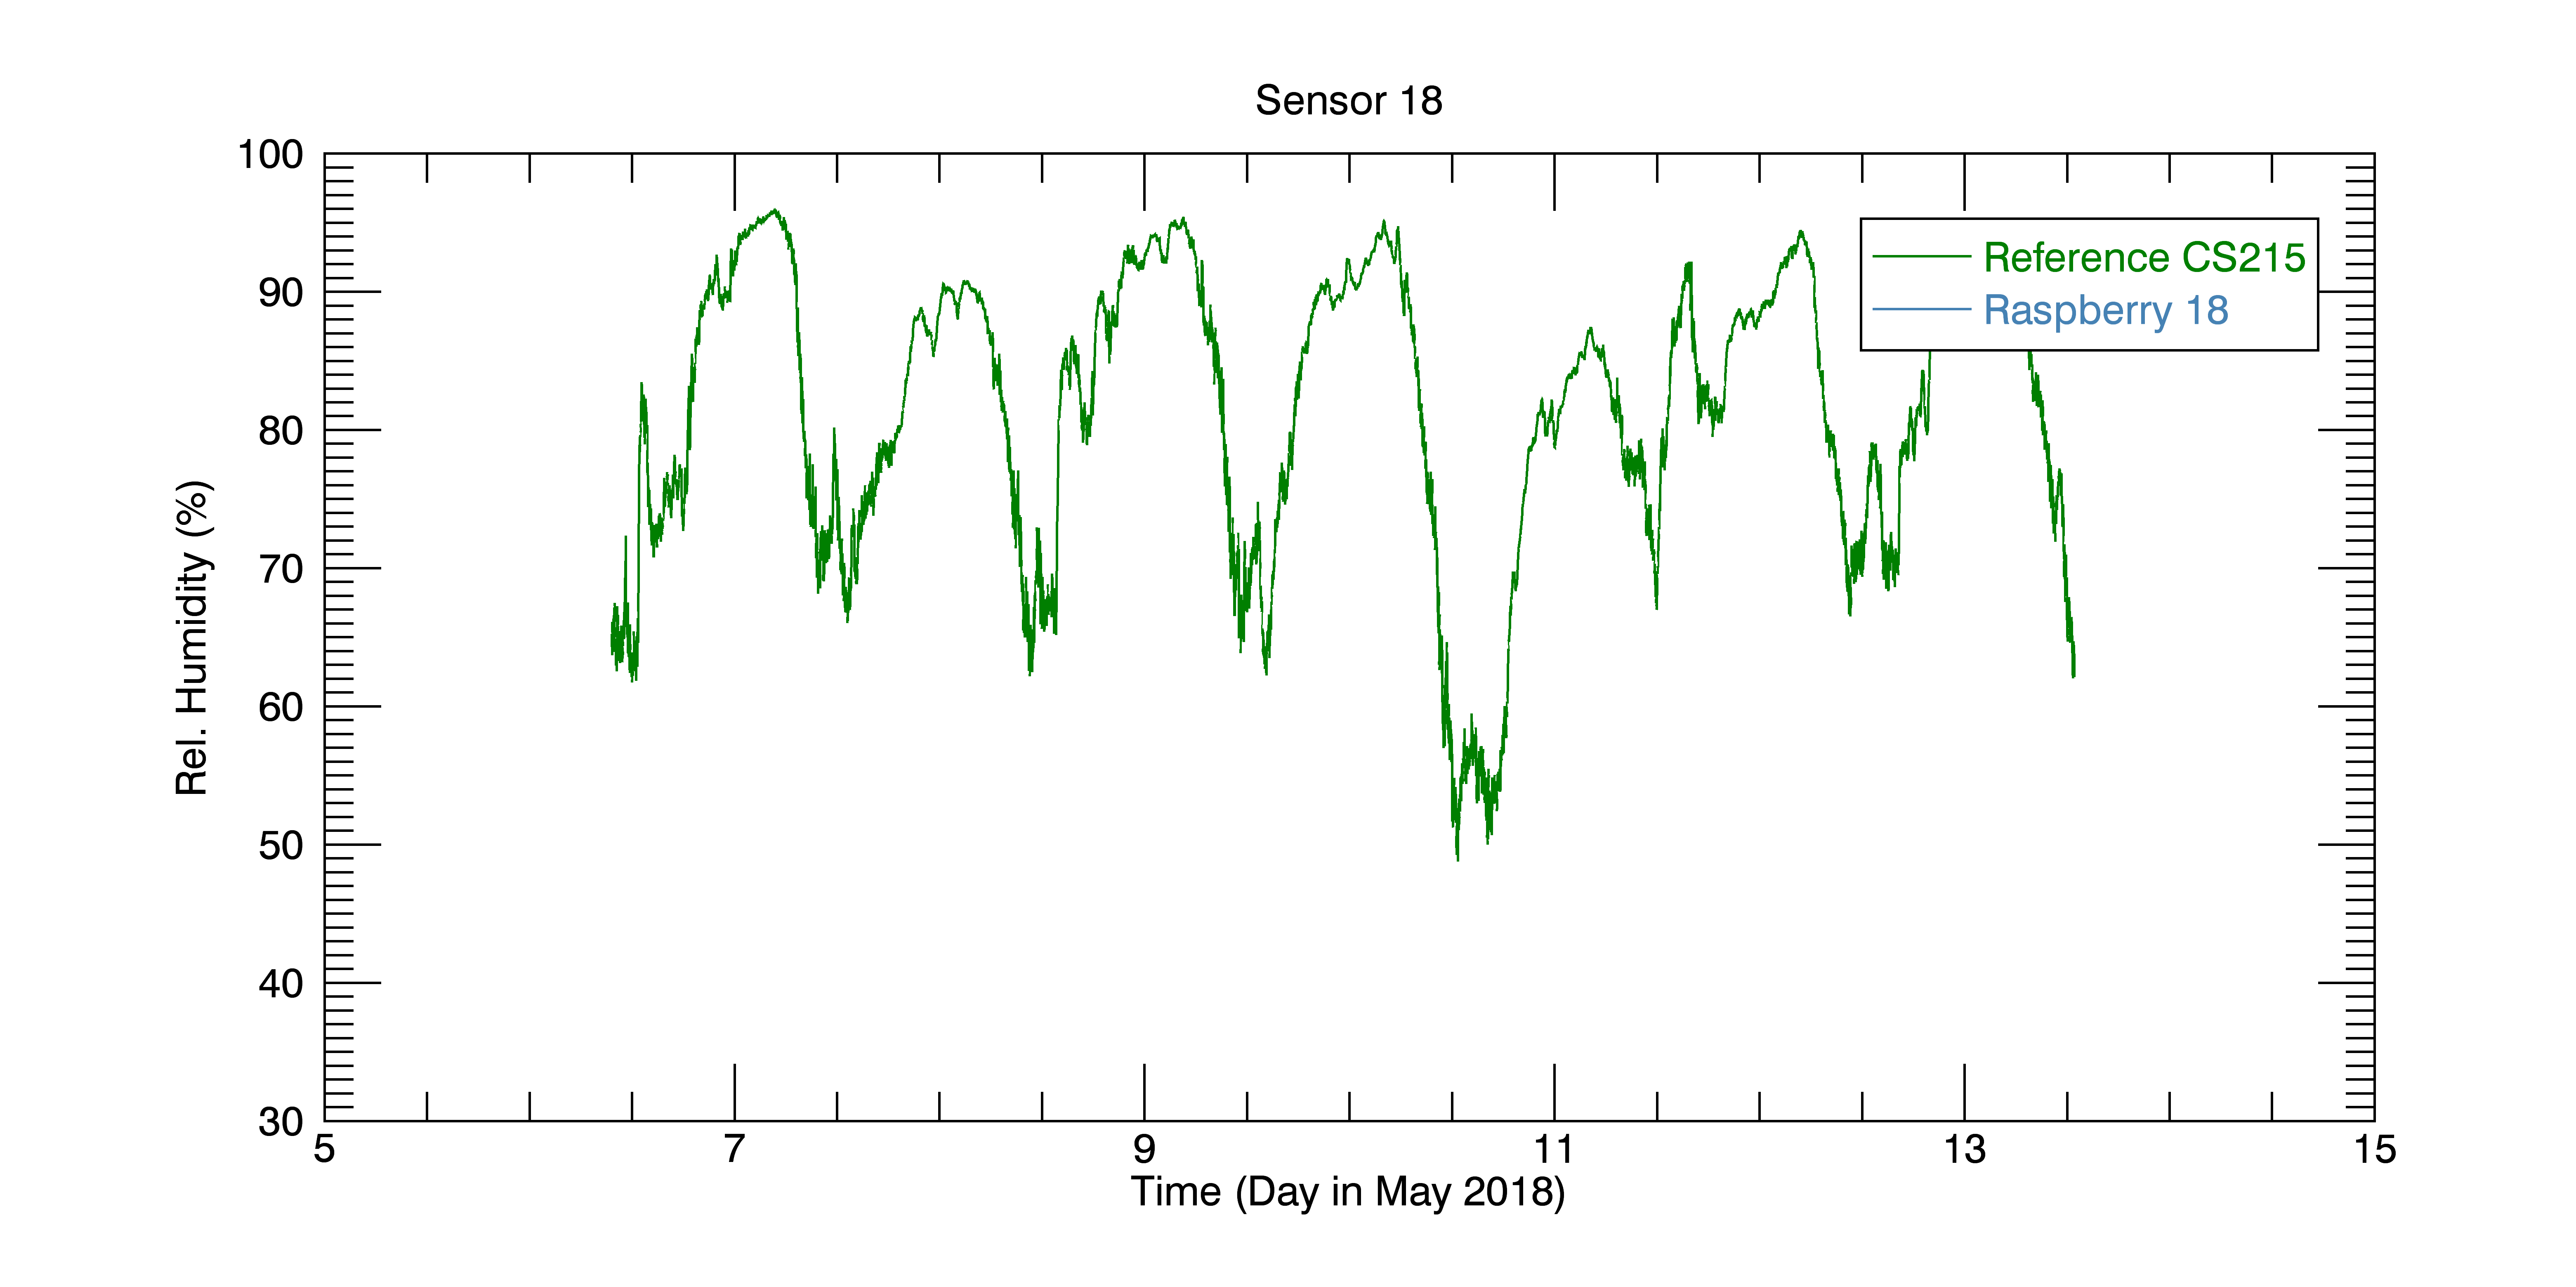 Sensor 18
100
90
80
70
60
50
40
30
Rel. Humidity (%)
Reference CS215
Raspberry 18
5 7 9 11 13 15
Time (Day in May 2018)